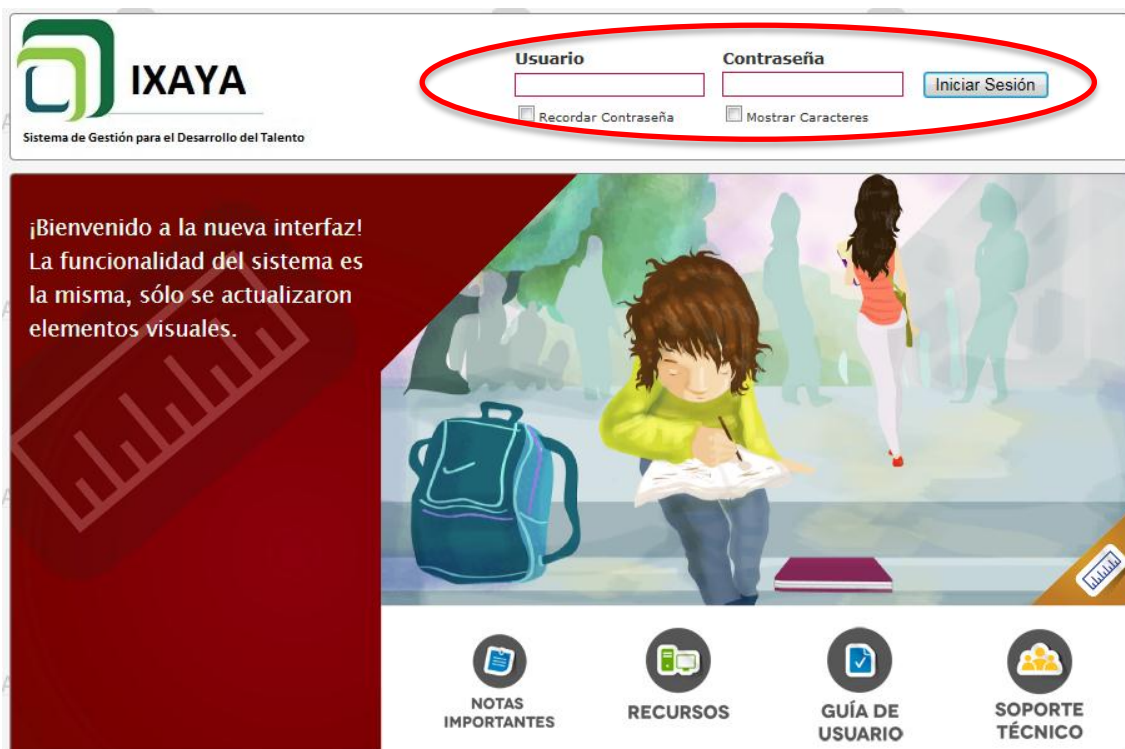 IXAYA
Sistema de Gestión para el Desarrollo del Talento
Usuario
Contraseña
Iniciar Sesión
Recordar Contraseña
Mostrar Caracteres
¡Bienvenido a la nueva interfaz!
La funcionalidad del sistema es
la misma, sólo se actualizaron
elementos visuales.
NOTAS
IMPORTANTES
RECURSOS
GUÍA DE
USUARIO
SOPORTE
TÉCNICO